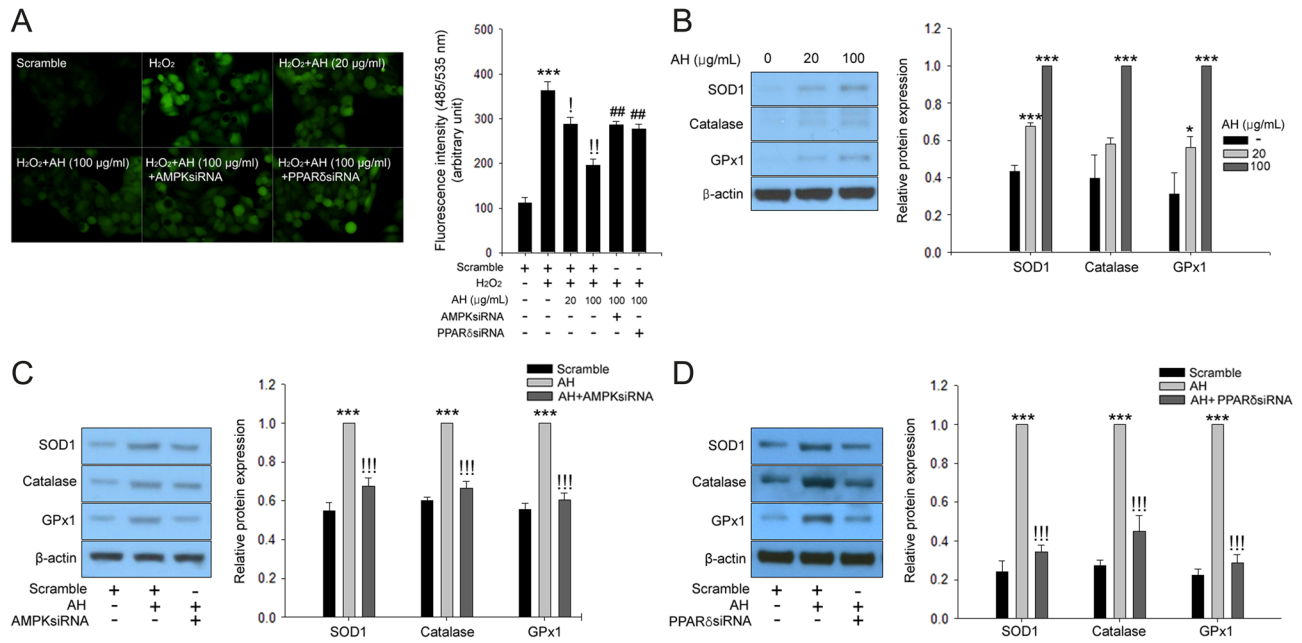 A
Scramble
H₂O₂
H₂O₂+AH (20 μg/ml)
H₂O₂+AH (100 μg/ml)
H₂O₂+AH (100 μg/ml)
+AMPKsiRNA
H₂O₂+AH (100 μg/ml)
+PPARδsiRNA
Fluorescence intensity (485/535 nm)
(arbitrary unit)
500
400
300
200
100
0
***
!
!!
##
##
Scramble + + + + - -
H₂O₂ - + + + + +
AH (μg/mL) - - 20 100 100 100
AMPKsiRNA - - - - + -
PPARδsiRNA - - - - - +
B
AH (μg/mL) 0 20 100
SOD1
Catalase
GPx1
β-actin
Relative protein expression
1.2
1.0
0.8
0.6
0.4
0.2
0.0
*** *** ***
***
*
SOD1 Catalase GPx1
AH (μg/mL)
-
20
100
C
SOD1
Catalase
GPx1
β-actin
Scramble + + -
AH - + +
AMPKsiRNA - - +
Scramble
AH
AH+AMPKsiRNA
Relative protein expression
1.2
1.0
0.8
0.6
0.4
0.2
0.0
*** *** ***
!!! !!! !!!
SOD1 Catalase GPx1
D
SOD1
Catalase
GPx1
β-actin
Scramble + + -
AH - + +
PPARδsiRNA - - +
Scramble
AH
AH+PPARδsiRNA
Relative protein expression
1.2
1.0
0.8
0.6
0.4
0.2
0.0
*** *** ***
!!! !!! !!!
SOD1 Catalase GPx1